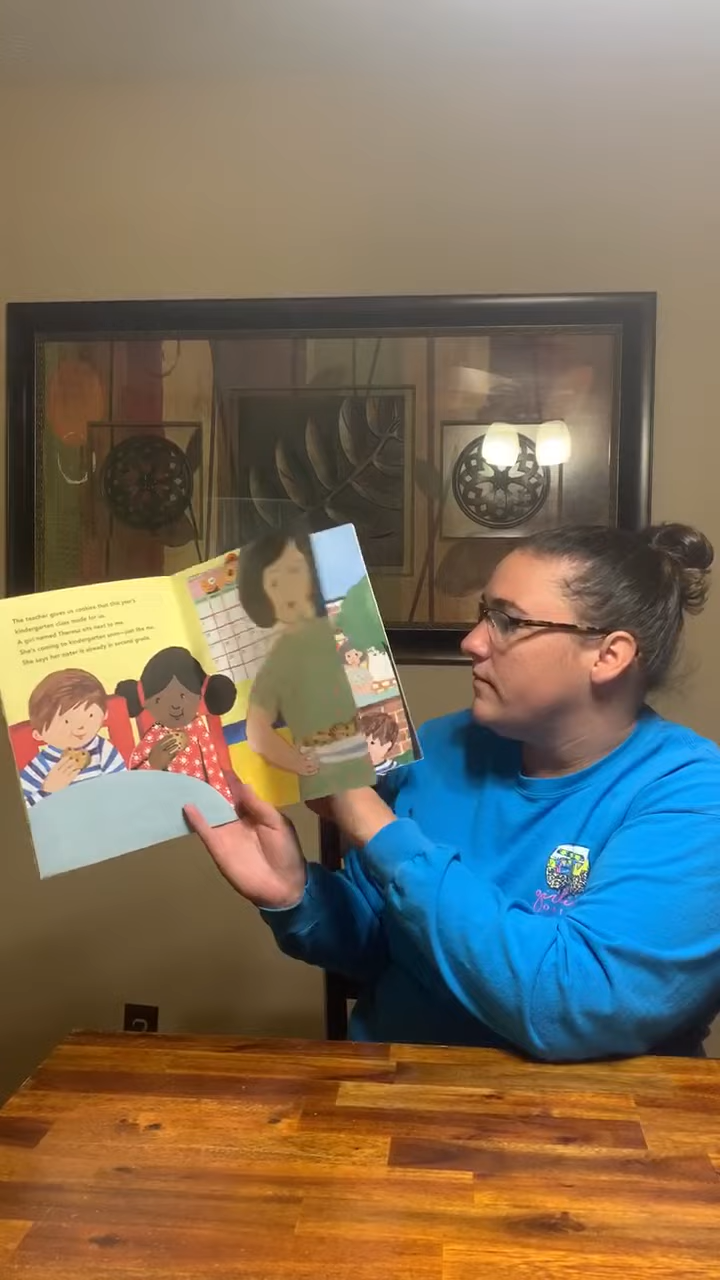 The teacher gives us cookies that this year's
kindergarten class made for us.
A girl named Theresa sits next to me.
She's coming to kindergarten soon—just like me.
She says her sister is already in second grade.